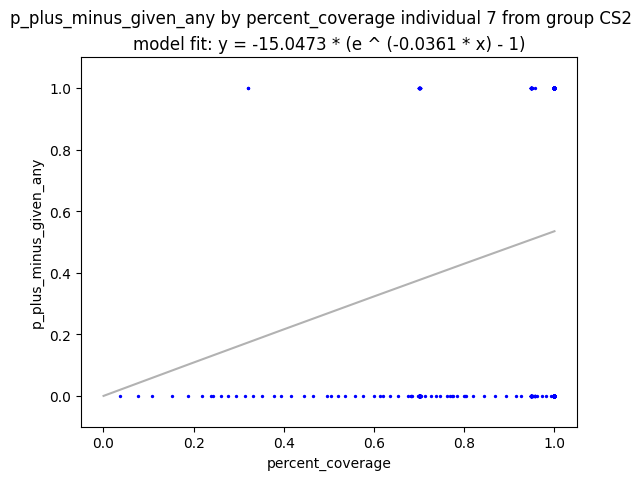 p_plus_minus_given_any by percent_coverage individual 7 from group CS2
model fit: y = -15.0473 * (e ^ (-0.0361 * x) - 1)
1.0
0.8
0.6
0.4
0.2
0.0
p_plus_minus_given_any
0.0 0.2 0.4 0.6 0.8 1.0
percent_coverage